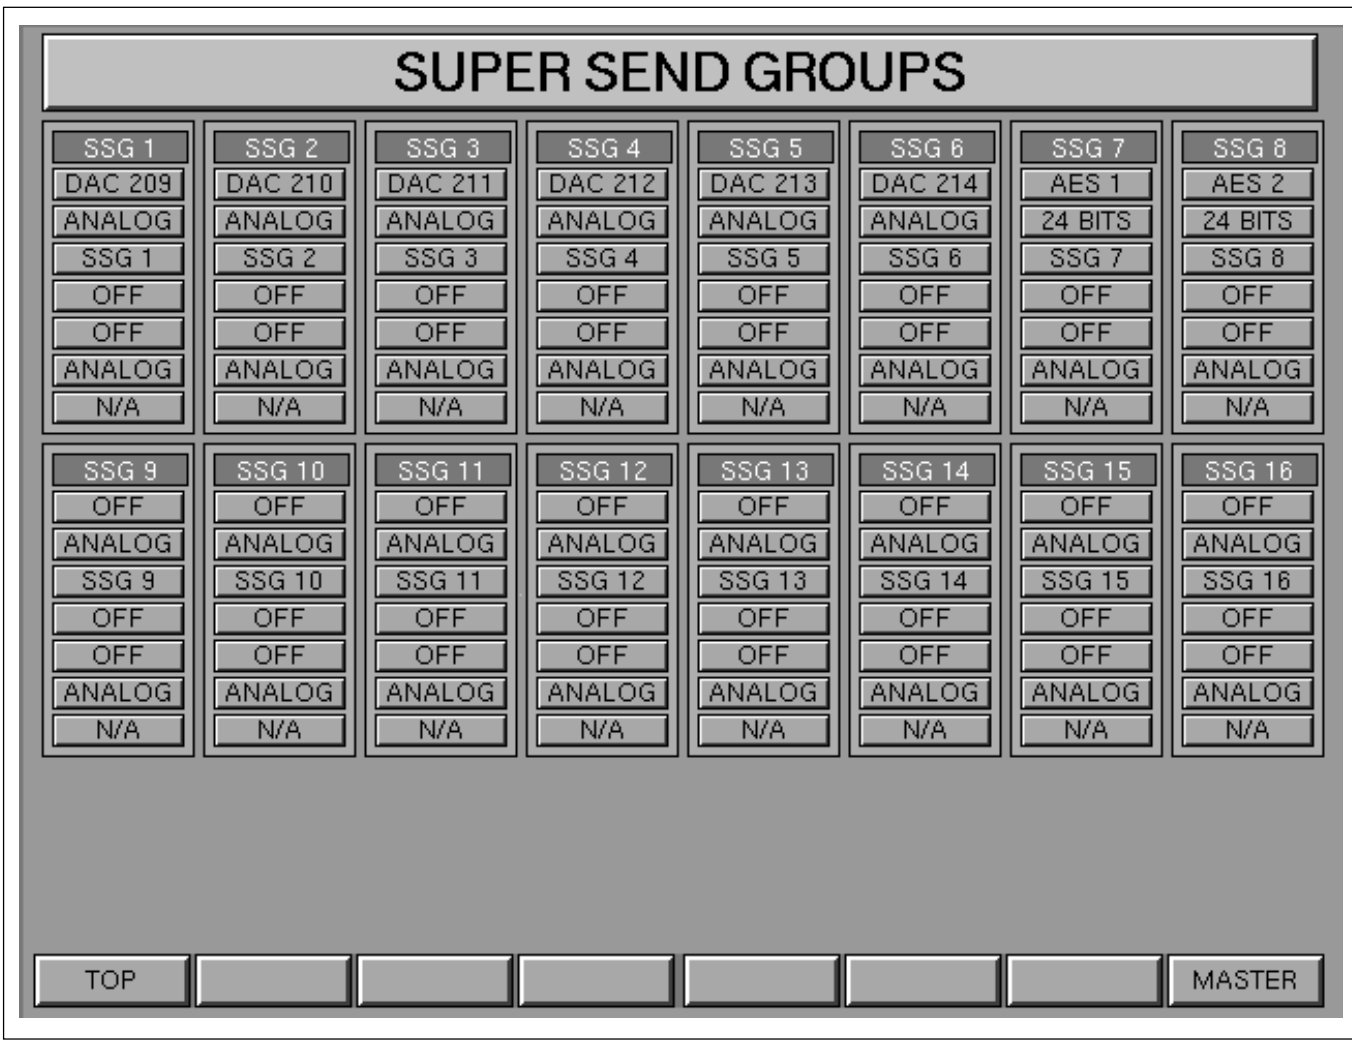 SUPER SEND GROUPS
SSG 1 SSG 2 SSG 3 SSG 4 SSG 5 SSG 6 SSG 7 SSG 8
DAC 209 DAC 210 DAC 211 DAC 212 DAC 213 DAC 214 AES 1 AES 2
ANALOG ANALOG ANALOG ANALOG ANALOG ANALOG 24 BITS 24 BITS
SSG 1 SSG 2 SSG 3 SSG 4 SSG 5 SSG 6 SSG 7 SSG 8
OFF OFF OFF OFF OFF OFF OFF OFF
OFF OFF OFF OFF OFF OFF OFF OFF
ANALOG ANALOG ANALOG ANALOG ANALOG ANALOG ANALOG ANALOG
N/A N/A N/A N/A N/A N/A N/A N/A
SSG 9 SSG 10 SSG 11 SSG 12 SSG 13 SSG 14 SSG 15 SSG 16
OFF OFF OFF OFF OFF OFF OFF OFF
ANALOG ANALOG ANALOG ANALOG ANALOG ANALOG ANALOG ANALOG
SSG 9 SSG 10 SSG 11 SSG 12 SSG 13 SSG 14 SSG 15 SSG 16
OFF OFF OFF OFF OFF OFF OFF OFF
OFF OFF OFF OFF OFF OFF OFF OFF
ANALOG ANALOG ANALOG ANALOG ANALOG ANALOG ANALOG ANALOG
N/A N/A N/A N/A N/A N/A N/A N/A
TOP MASTER